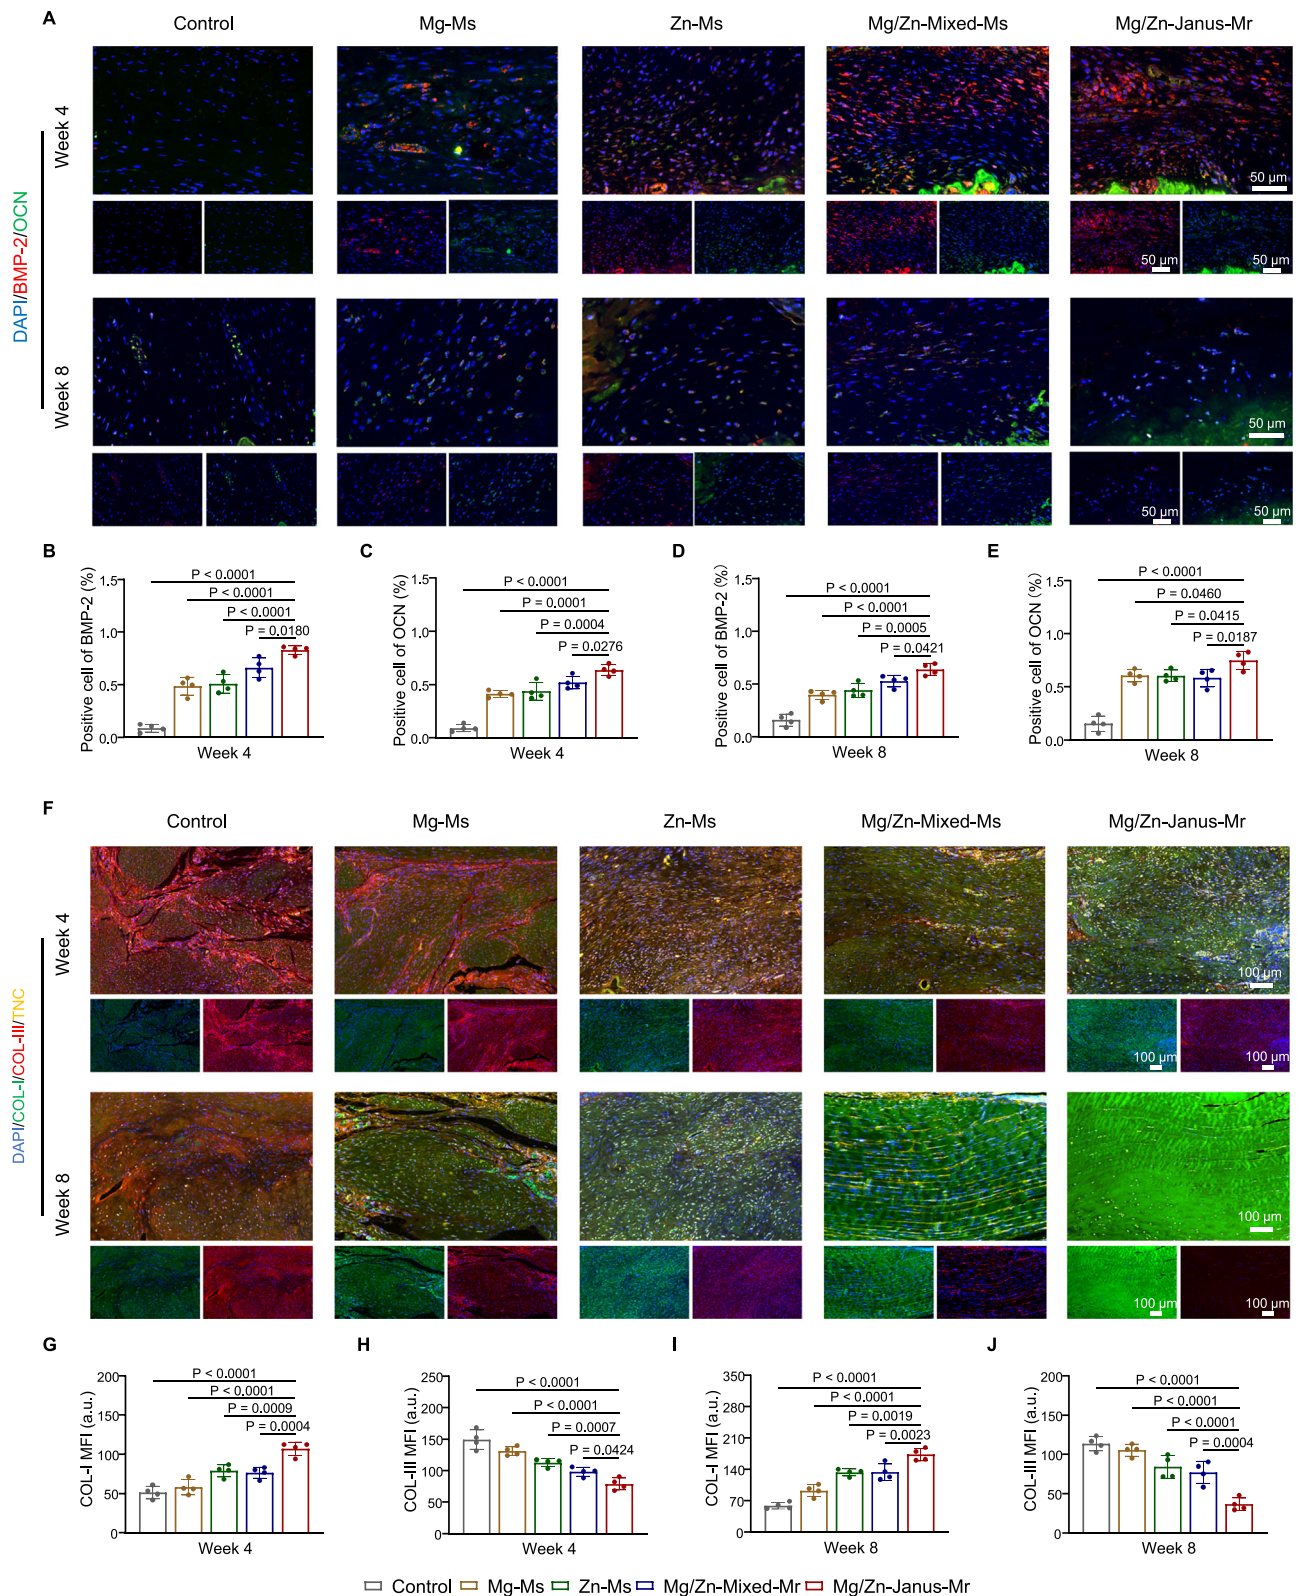 A
Control
Mg-Ms
Zn-Ms
Mg/Zn-Mixed-Ms
Mg/Zn-Janus-Mr
DAPI/BMP-2/OCN
Week 4
50 μm
50 μm
50 μm
Week 8
50 μm
50 μm
50 μm
B
Positive cell of BMP-2 (%)
1.5
1.0
0.5
0.0
P < 0.0001
P < 0.0001
P < 0.0001
P = 0.0180
Week 4
C
Positive cell of OCN (%)
1.5
1.0
0.5
0.0
P < 0.0001
P = 0.0001
P = 0.0004
P = 0.0276
Week 4
D
Positive cell of BMP-2 (%)
1.5
1.0
0.5
0.0
P < 0.0001
P < 0.0001
P = 0.0005
P = 0.0421
Week 8
E
Positive cell of OCN (%)
1.5
1.0
0.5
0.0
P < 0.0001
P = 0.0460
P = 0.0415
P = 0.0187
Week 8
F
Control
Mg-Ms
Zn-Ms
Mg/Zn-Mixed-Ms
Mg/Zn-Janus-Mr
DAPI/COL-I/COL-III/TNC
Week 4
100 μm
100 μm
100 μm
Week 8
100 μm
100 μm
100 μm
G
COL-I MFI (a.u.)
200
150
100
50
0
P < 0.0001
P < 0.0001
P = 0.0009
P = 0.0004
Week 4
H
COL-III MFI (a.u.)
250
200
150
100
50
0
P < 0.0001
P < 0.0001
P = 0.0007
P = 0.0424
Week 4
I
COL-I MFI (a.u.)
350
280
210
140
70
0
P < 0.0001
P < 0.0001
P = 0.0019
P = 0.0023
Week 8
J
COL-III MFI (a.u.)
200
150
100
50
0
P < 0.0001
P < 0.0001
P < 0.0001
P = 0.0004
Week 8
Control Mg-Ms Zn-Ms Mg/Zn-Mixed-Mr Mg/Zn-Janus-Mr